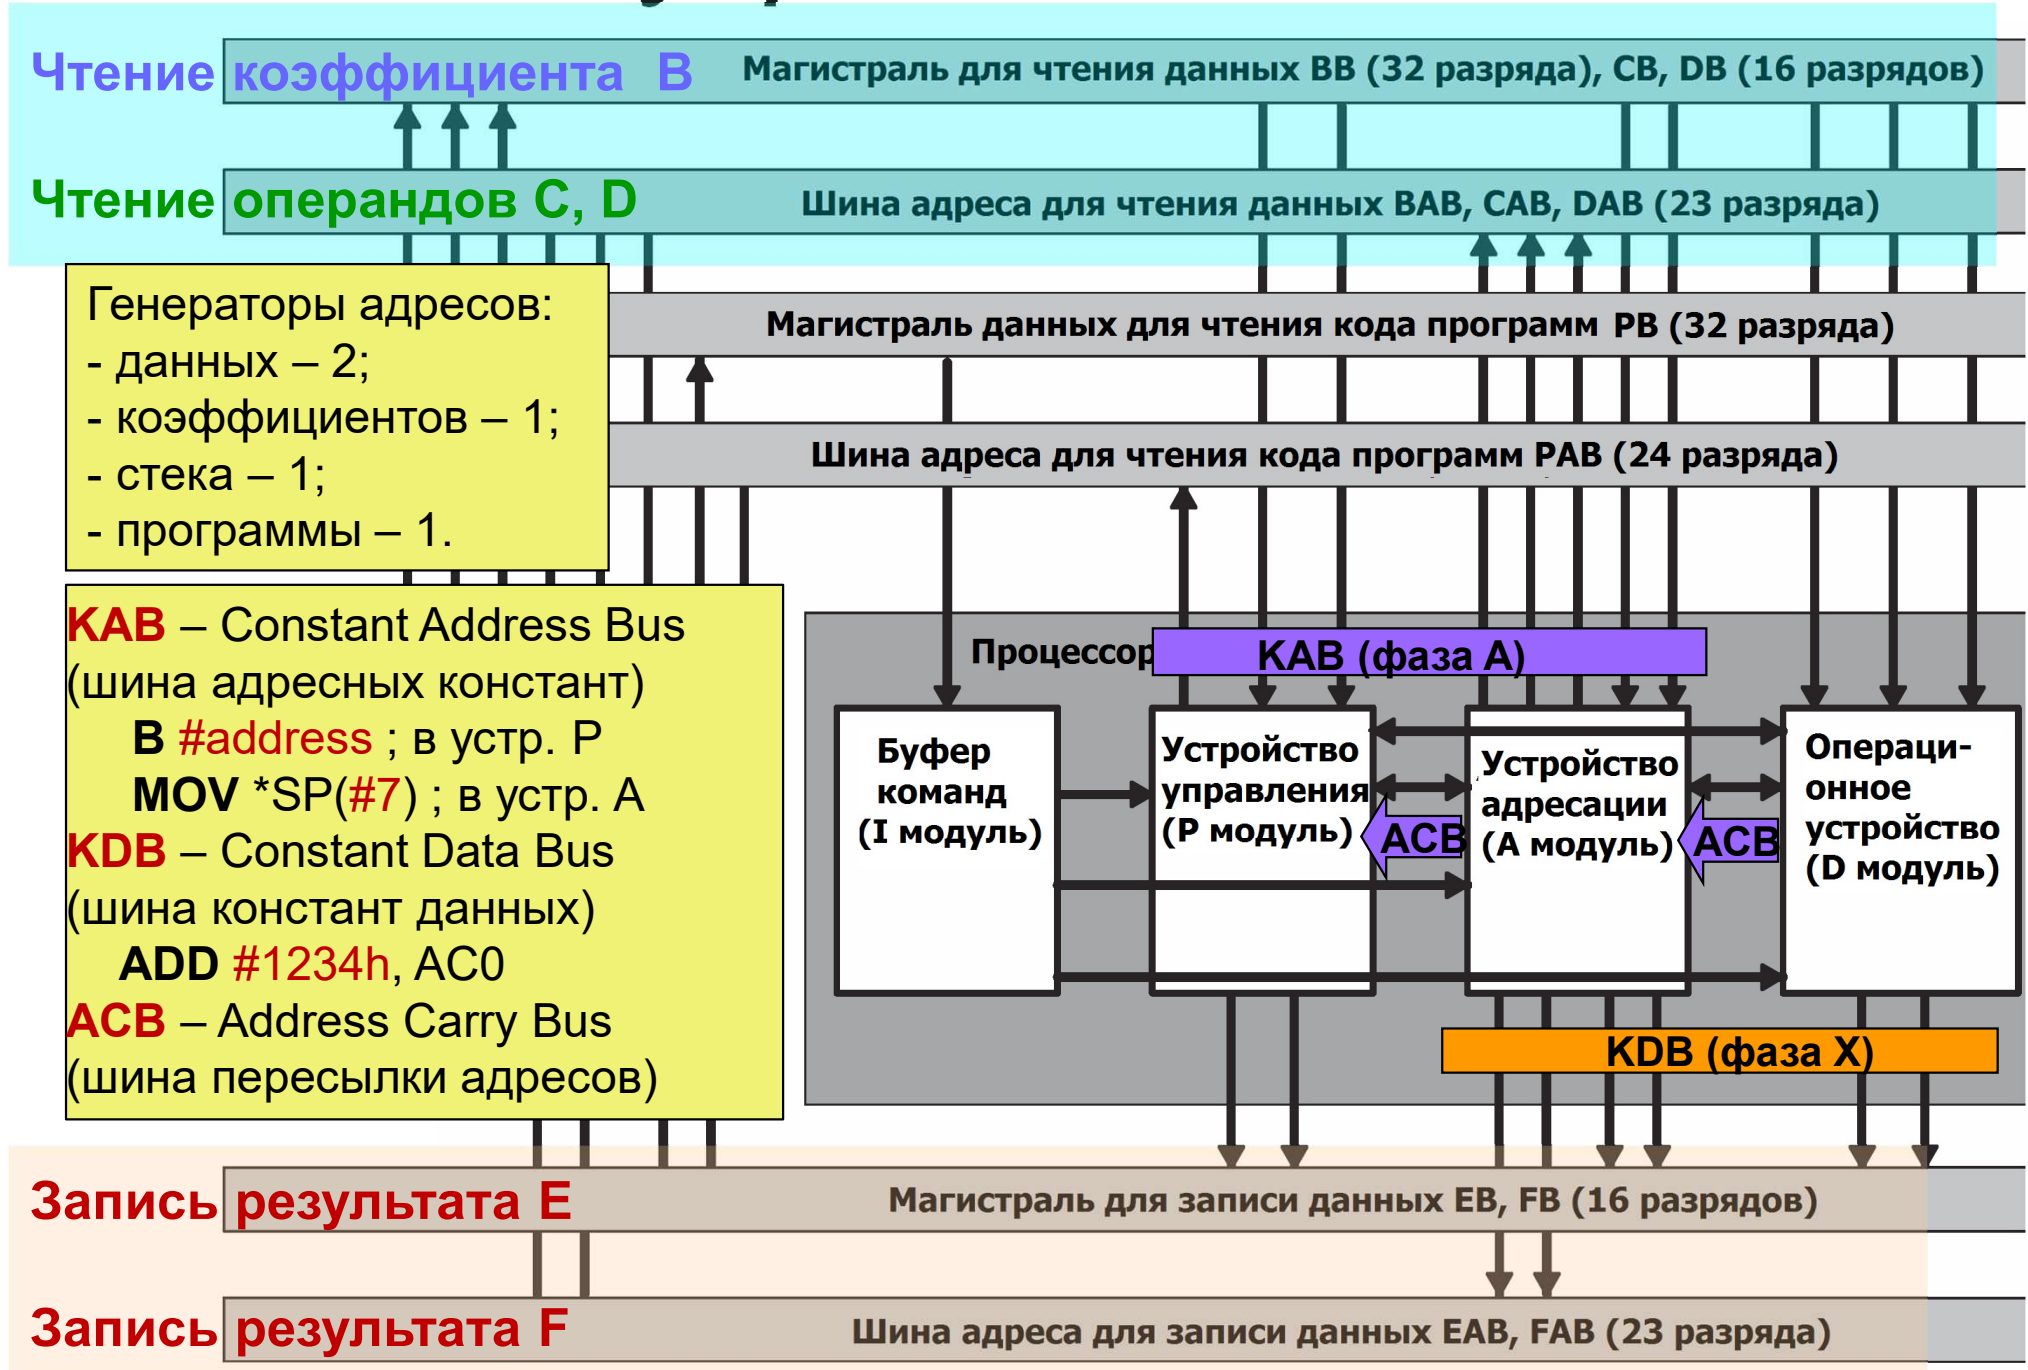 Чтение коэффициента B
Магистраль для чтения данных BB (32 разряда), CB, DB (16 разрядов)
Чтение операндов C, D
Шина адреса для чтения данных BAB, CAB, DAB (23 разряда)
Генераторы адресов:
- данных – 2;
- коэффициентов – 1;
- стека – 1;
- программы – 1.
Магистраль данных для чтения кода программ PB (32 разряда)
Шина адреса для чтения кода программ PAB (24 разряда)
KAB – Constant Address Bus
(шина адресных констант)
B #address ; в устр. P
MOV *SP(#7) ; в устр. A
KDB – Constant Data Bus
(шина констант данных)
ADD #1234h, AC0
ACB – Address Carry Bus
(шина пересылки адресов)
Процессор
KAB (фаза A)
Буфер
команд
(I модуль)
Устройство
управления
(P модуль)
ACB
Устройство
адресации
(A модуль)
ACB
Операци-
онное
устройство
(D модуль)
KDB (фаза X)
Запись результата E
Магистраль для записи данных EB, FB (16 разрядов)
Запись результата F
Шина адреса для записи данных EAB, FAB (23 разряда)